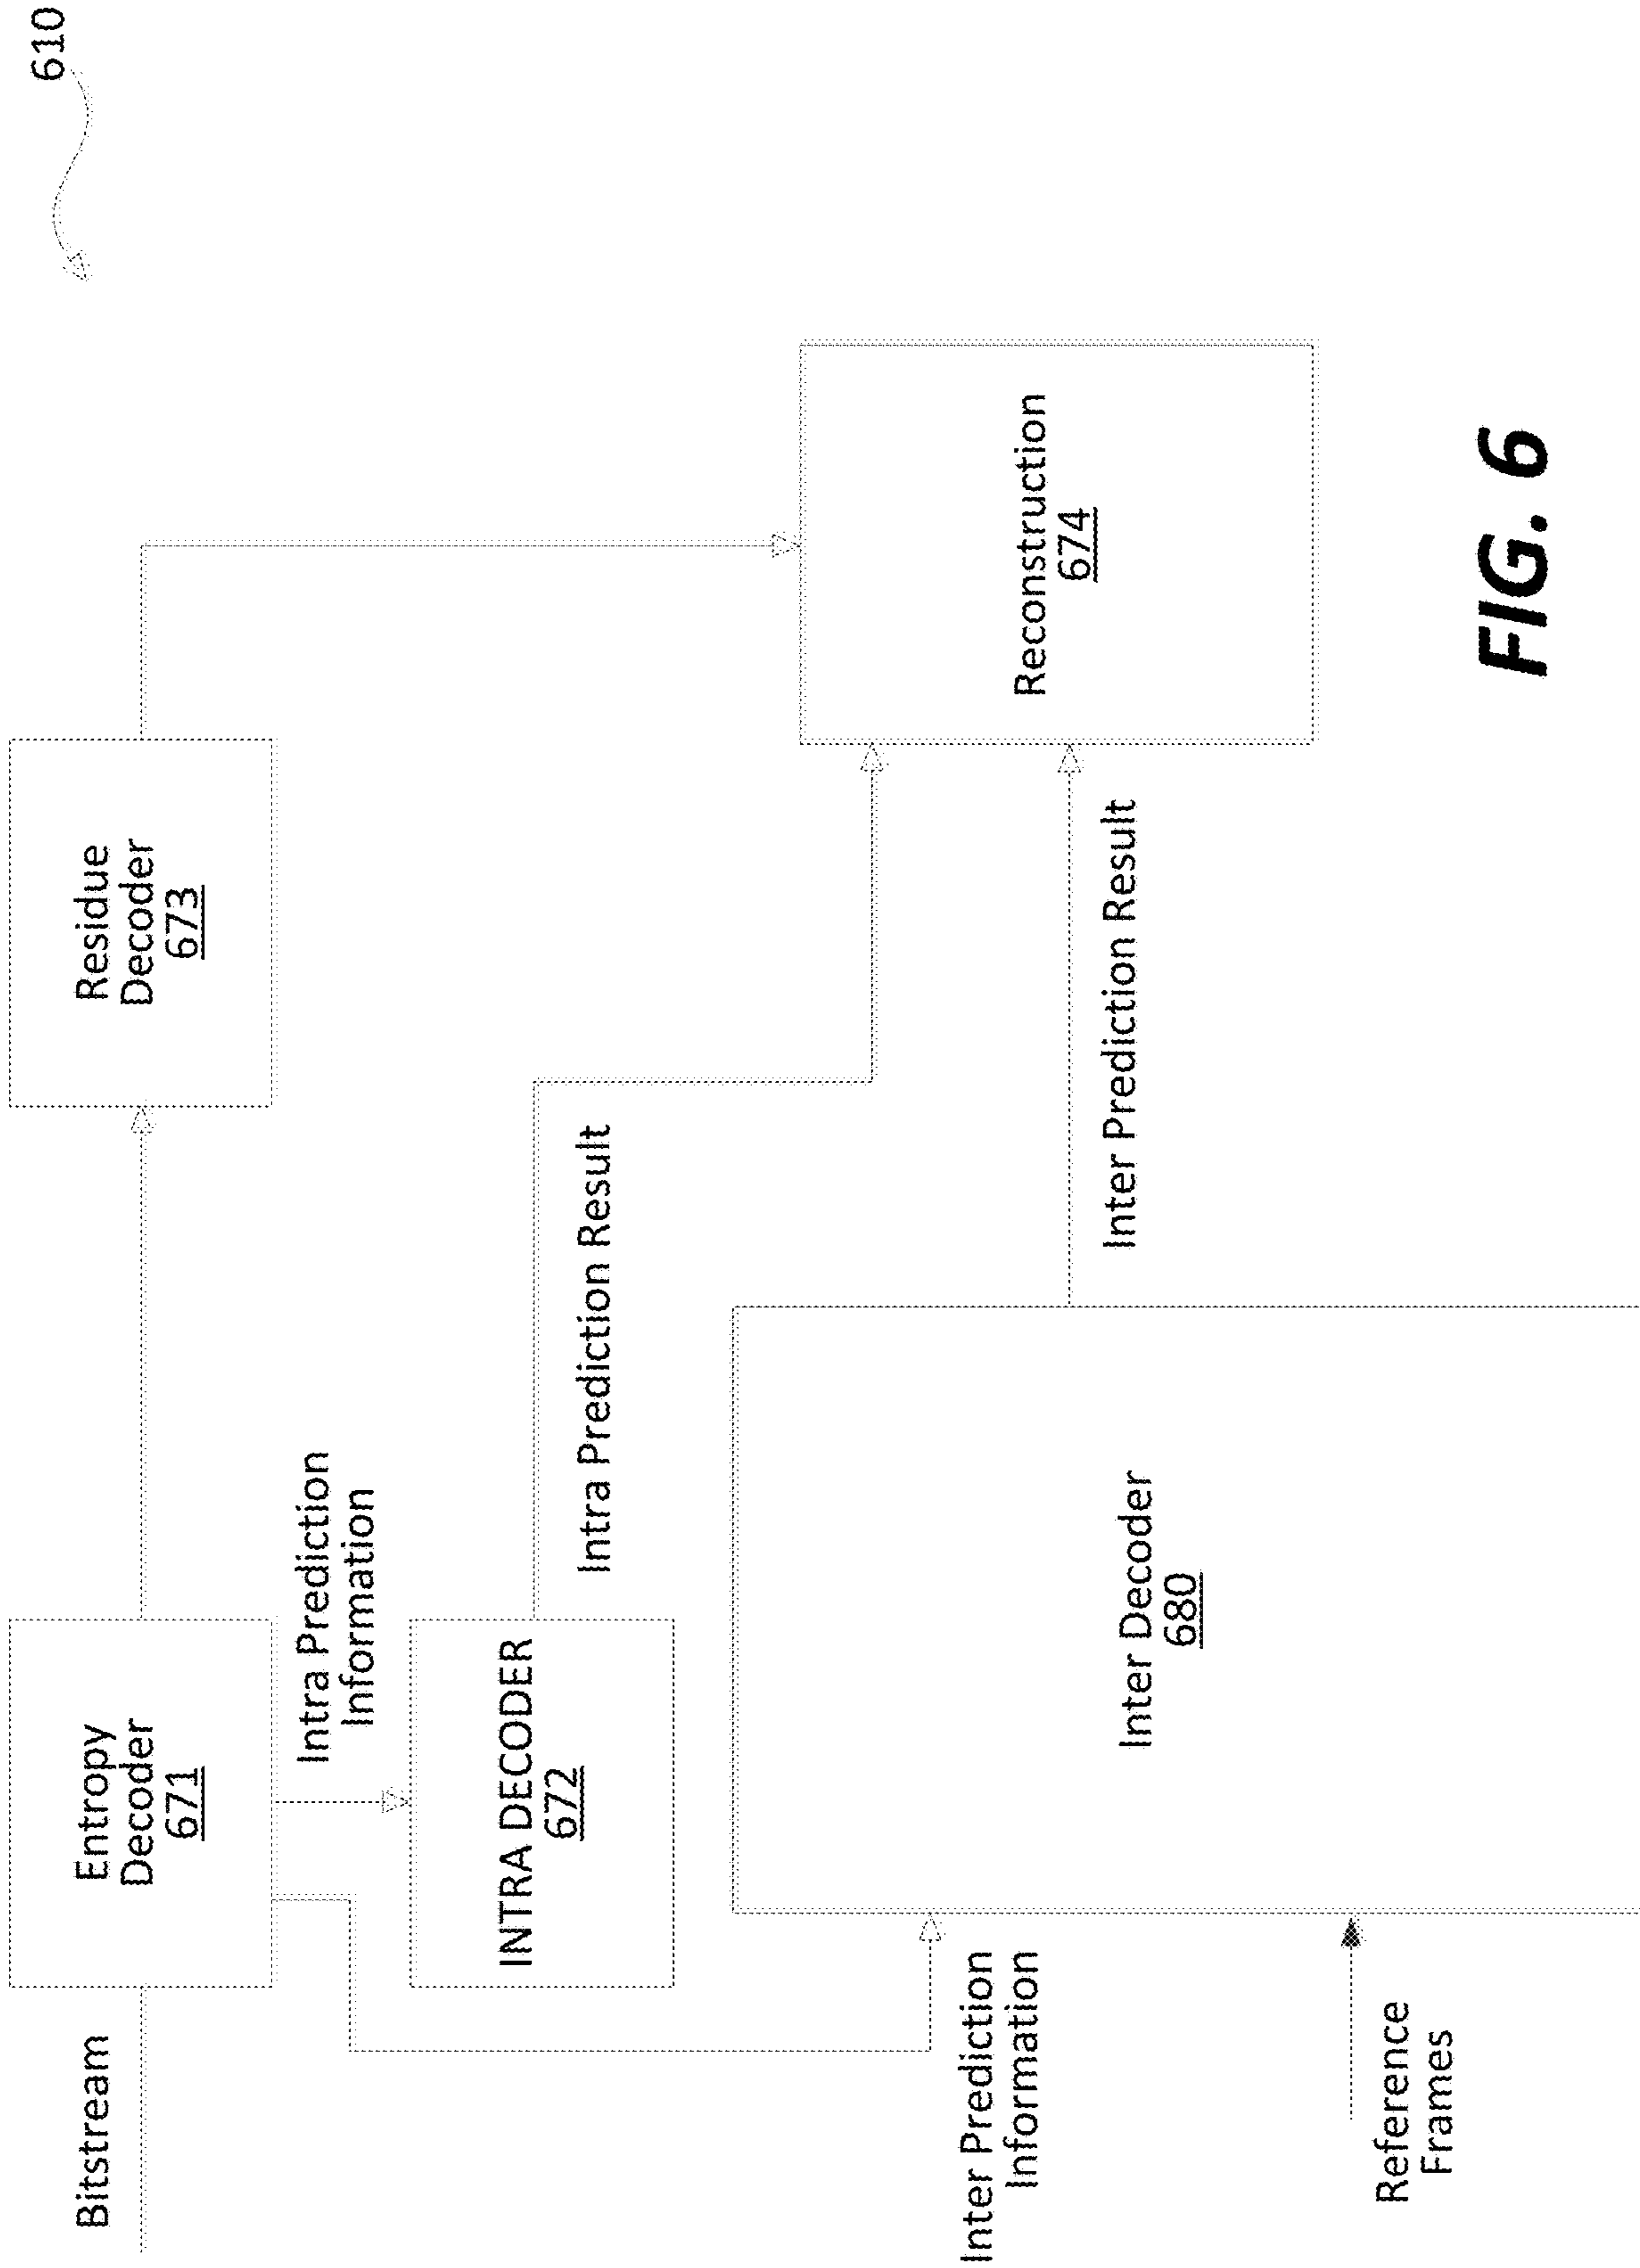 610
Bitstream
Entropy
Decoder
671
Residue
Decoder
673
Intra Prediction
Information
INTRA DECODER
672
Intra Prediction Result
Inter Prediction
Information
Inter Decoder
680
Inter Prediction Result
Reconstruction
674
Reference
Frames
FIG. 6